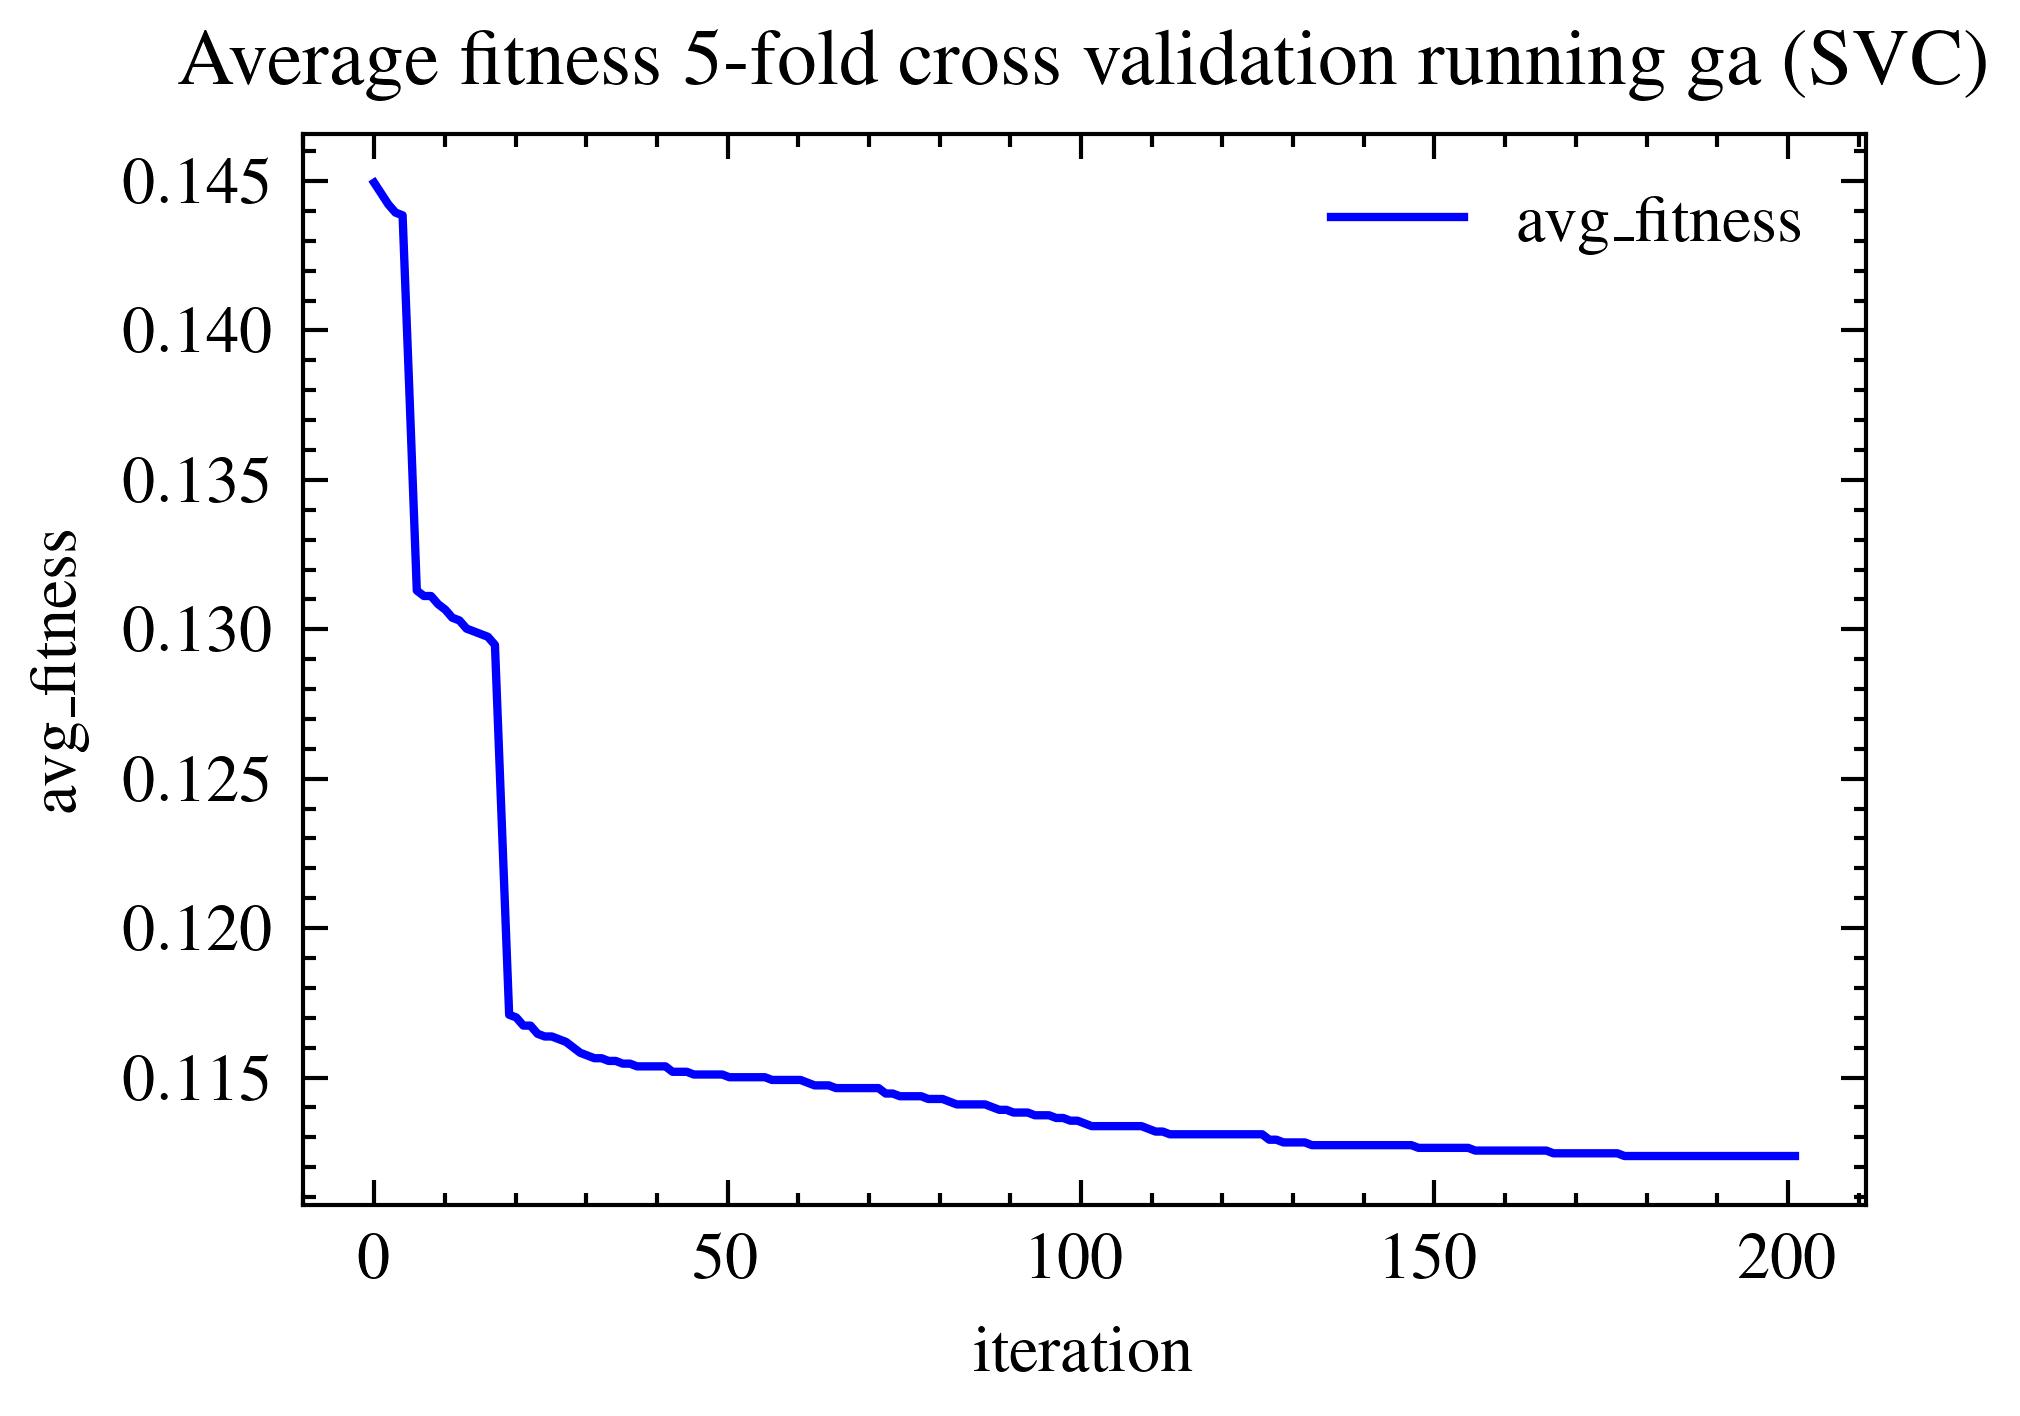 Average fitness 5-fold cross validation running ga (SVC)
avg_fitness
0.145
0.140
0.135
0.130
0.125
0.120
0.115
avg_fitness
0 50 100 150 200
iteration